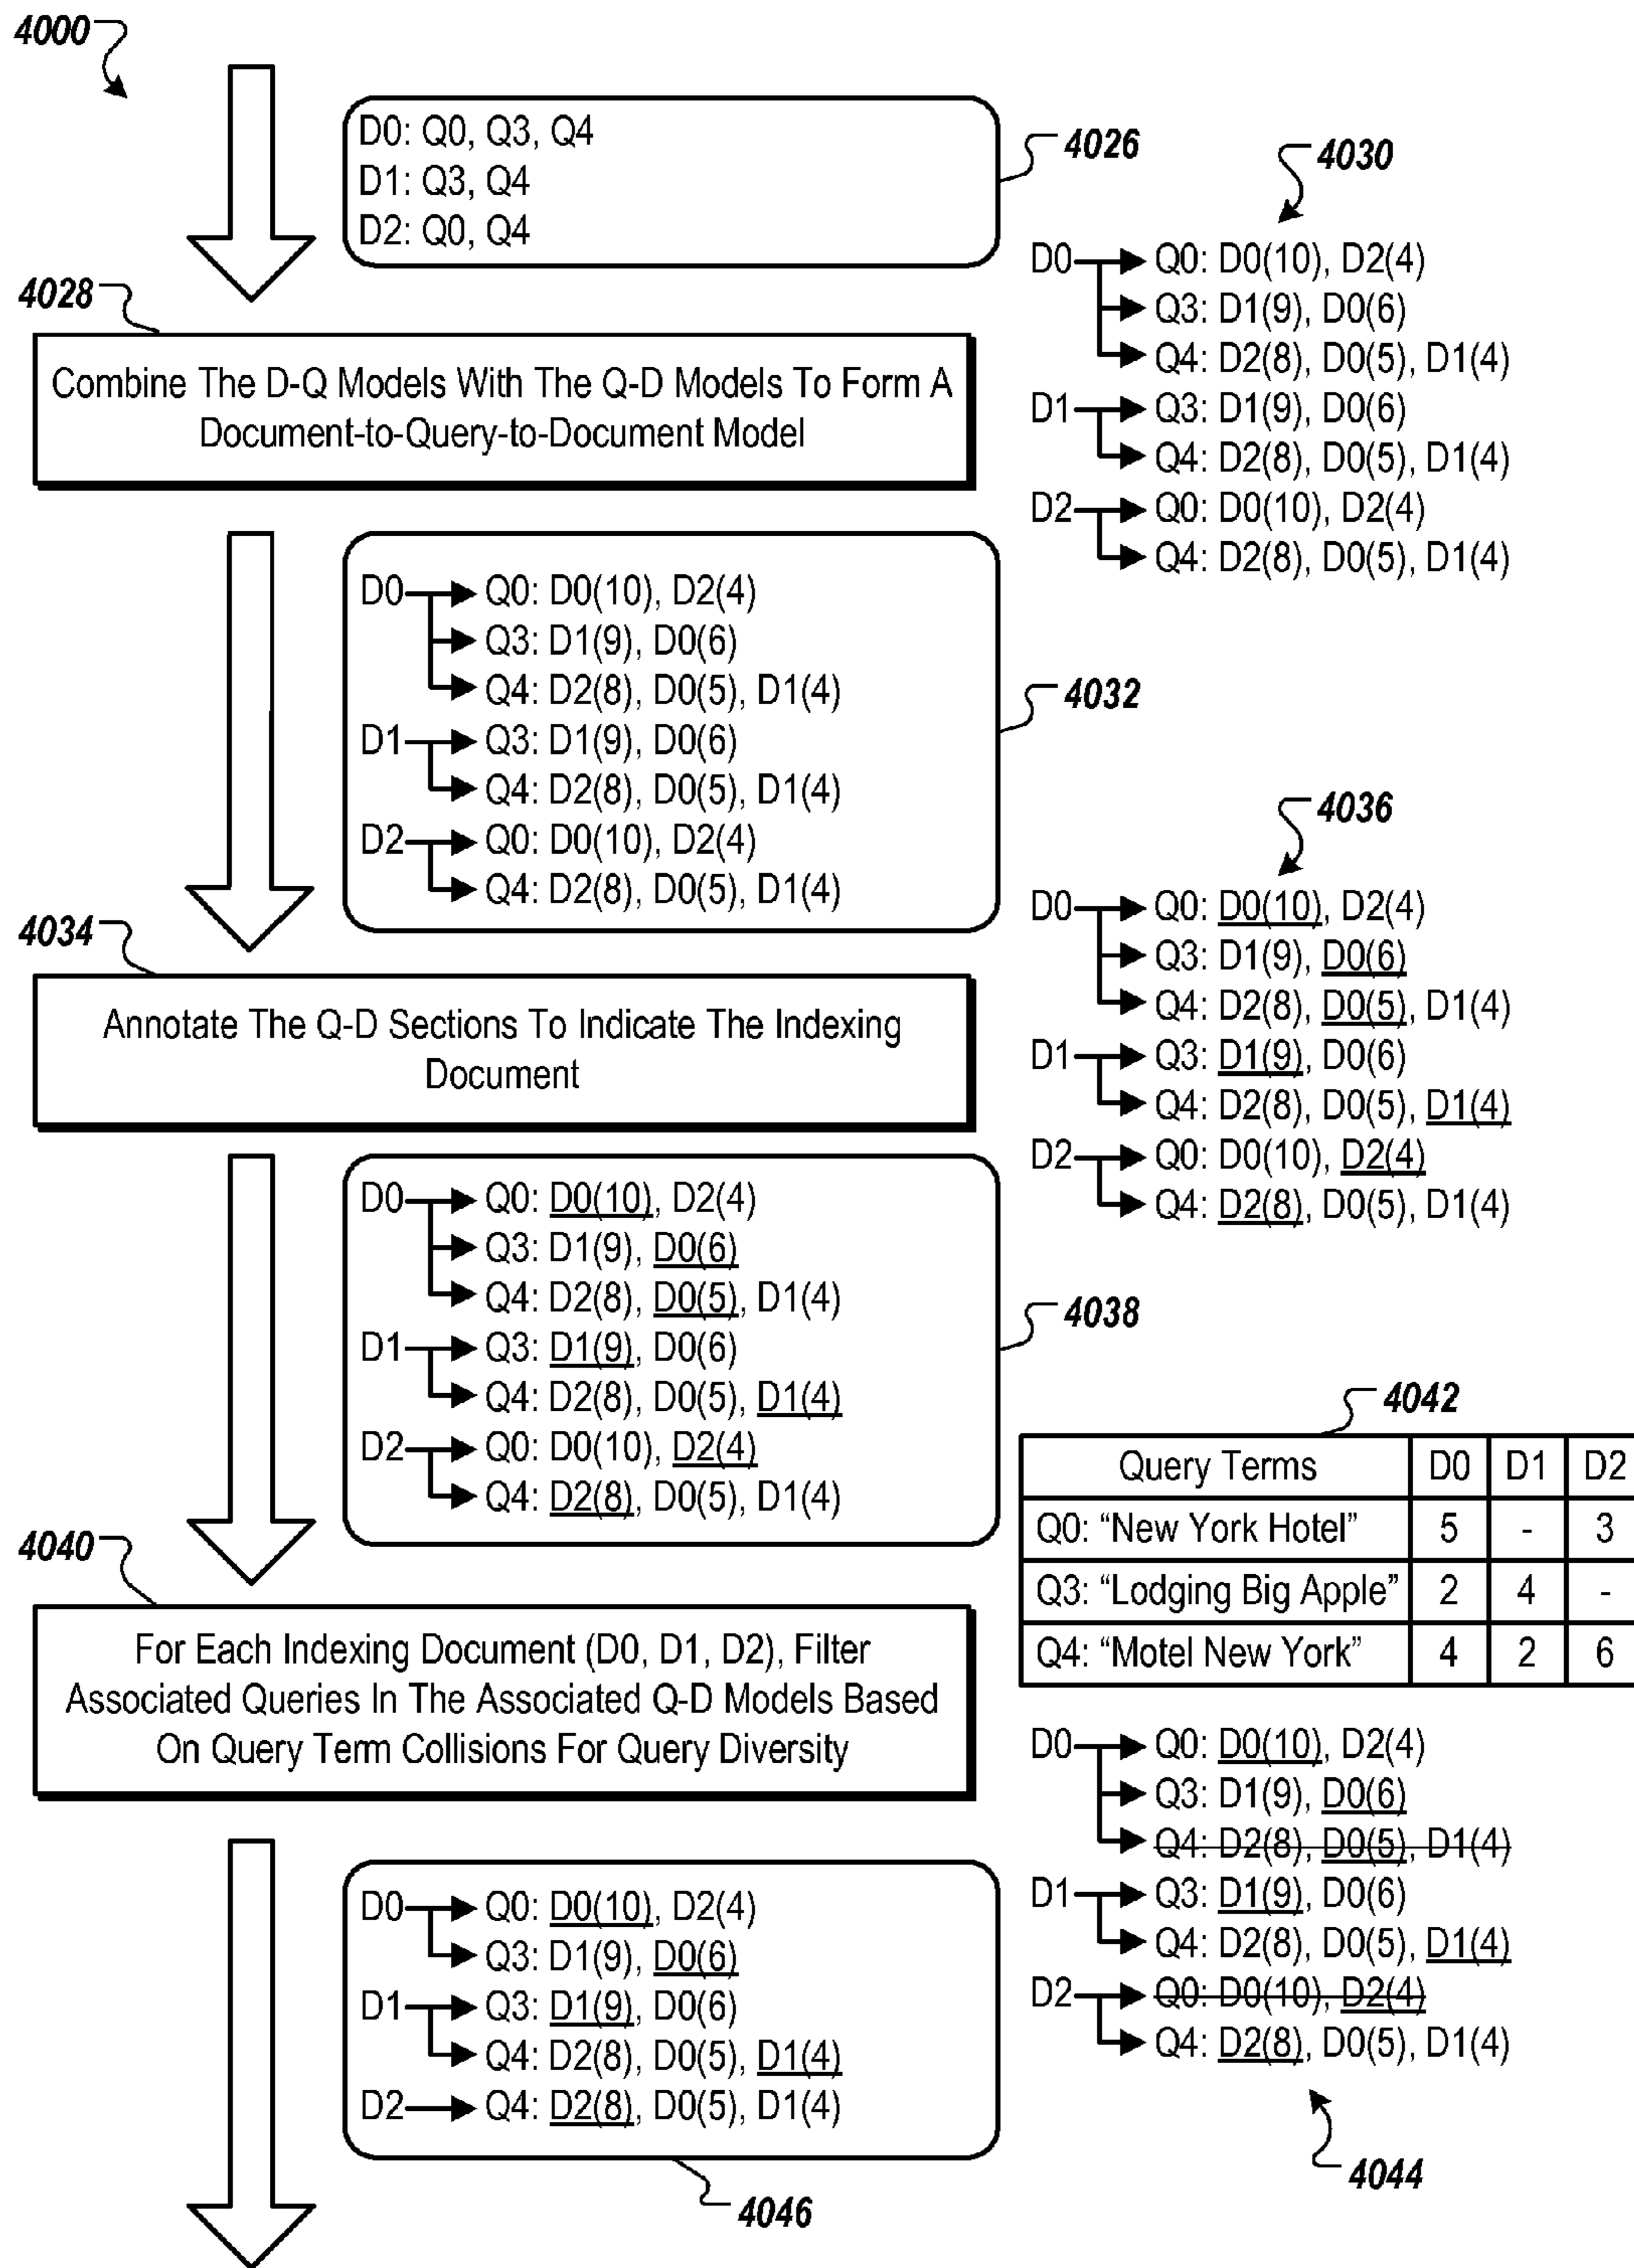 4000
D0: Q0, Q3, Q4
D1: Q3, Q4
D2: Q0, Q4
4026
4030
D0 Q0: D0(10), D2(4)
Q3: D1(9), D0(6)
Q4: D2(8), D0(5), D1(4)
D1 Q3: D1(9), D0(6)
Q4: D2(8), D0(5), D1(4)
D2 Q0: D0(10), D2(4)
Q4: D2(8), D0(5), D1(4)
4028
Combine The D-Q Models With The Q-D Models To Form A
Document-to-Query-to-Document Model
D0 Q0: D0(10), D2(4)
Q3: D1(9), D0(6)
Q4: D2(8), D0(5), D1(4)
D1 Q3: D1(9), D0(6)
Q4: D2(8), D0(5), D1(4)
D2 Q0: D0(10), D2(4)
Q4: D2(8), D0(5), D1(4)
4032
4036
D0 Q0: D0(10), D2(4)
Q3: D1(9), D0(6)
Q4: D2(8), D0(5), D1(4)
D1 Q3: D1(9), D0(6)
Q4: D2(8), D0(5), D1(4)
D2 Q0: D0(10), D2(4)
Q4: D2(8), D0(5), D1(4)
4034
Annotate The Q-D Sections To Indicate The Indexing
Document
D0 Q0: D0(10), D2(4)
Q3: D1(9), D0(6)
Q4: D2(8), D0(5), D1(4)
D1 Q3: D1(9), D0(6)
Q4: D2(8), D0(5), D1(4)
D2 Q0: D0(10), D2(4)
Q4: D2(8), D0(5), D1(4)
4038
4042
Query Terms D0 D1 D2
Q0: “New York Hotel” 5 - 3
Q3: “Lodging Big Apple” 2 4 -
Q4: “Motel New York” 4 2 6
4040
For Each Indexing Document (D0, D1, D2), Filter
Associated Queries In The Associated Q-D Models Based
On Query Term Collisions For Query Diversity
D0 Q0: D0(10), D2(4)
Q3: D1(9), D0(6)
Q4: D2(8), D0(5), D1(4)
D1 Q3: D1(9), D0(6)
Q4: D2(8), D0(5), D1(4)
D2 Q0: D0(10), D2(4)
Q4: D2(8), D0(5), D1(4)
4044
D0 Q0: D0(10), D2(4)
Q3: D1(9), D0(6)
D1 Q3: D1(9), D0(6)
Q4: D2(8), D0(5), D1(4)
D2 Q4: D2(8), D0(5), D1(4)
4046